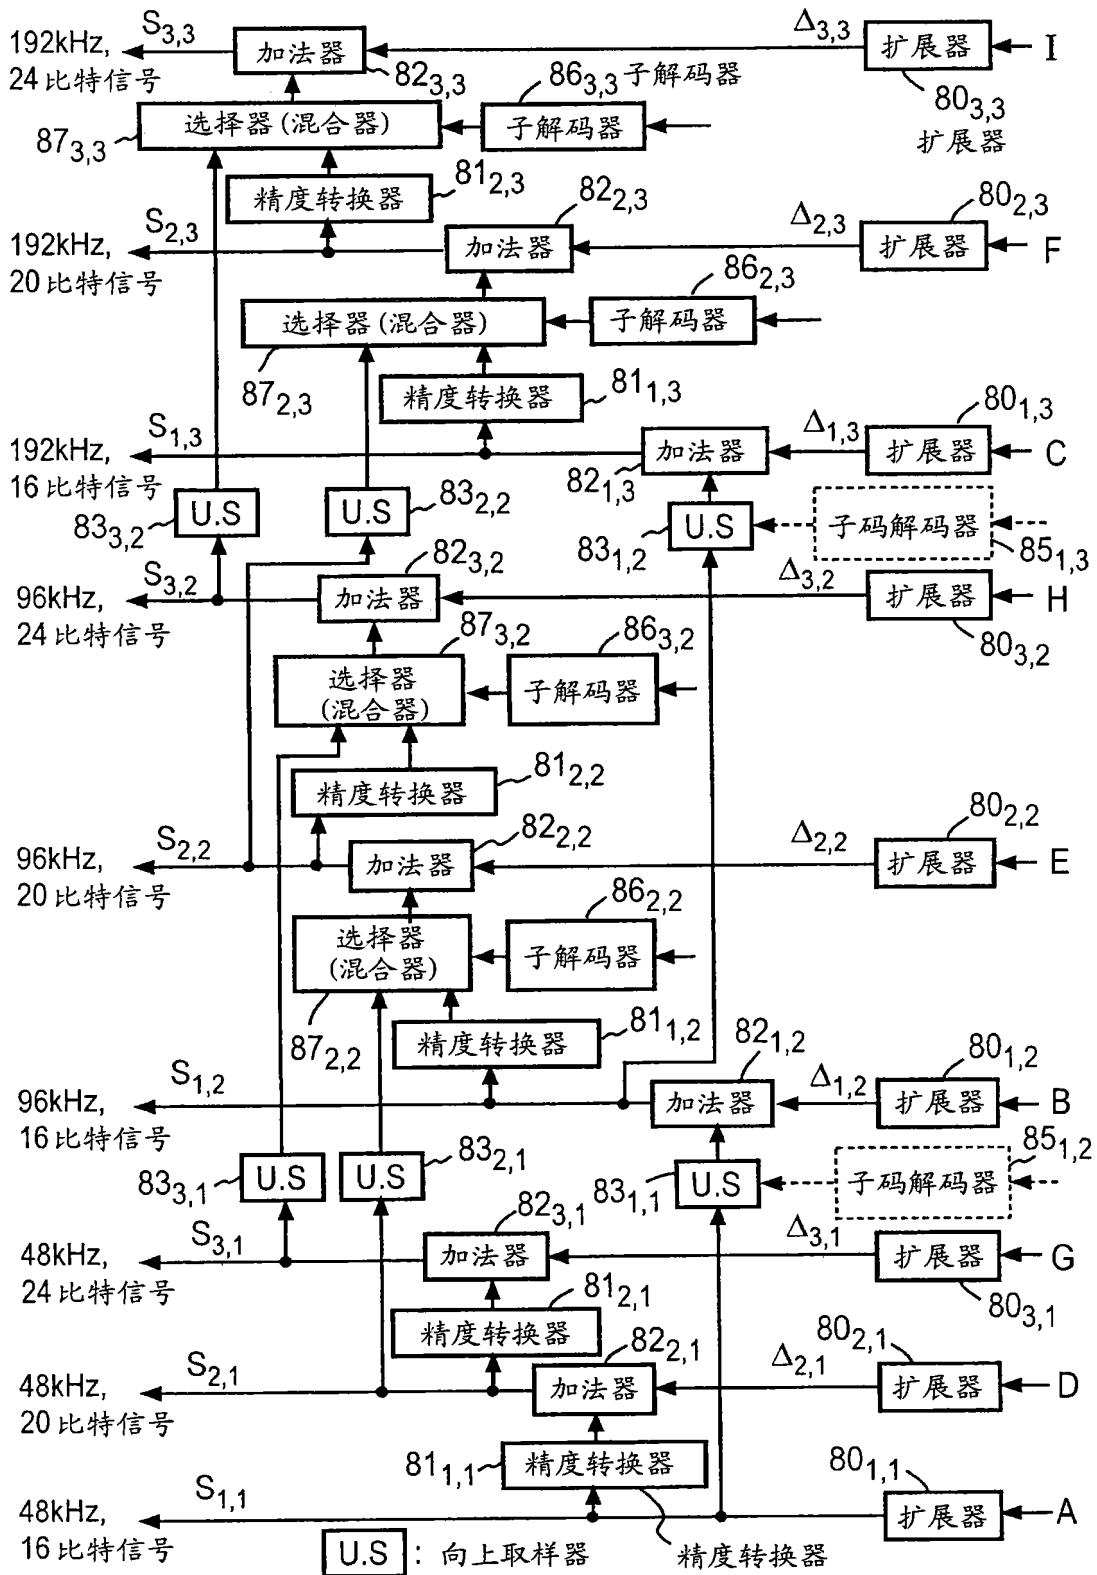 S3,3
Δ3,3
192kHz,
24比特信号
加法器
扩展器
I
823,3
863,3 子解码器
803,3
扩展器
选择器(混合器)
子解码器
873,3
812,3
精度转换器
822,3
802,3
S2,3
Δ2,3
192kHz,
20比特信号
加法器
扩展器
F
862,3
选择器(混合器)
子解码器
872,3
精度转换器
811,3
801,3
S1,3
Δ1,3
192kHz,
16比特信号
加法器
扩展器
C
821,3
U.S
833,2
U.S
832,2
U.S
831,2
子码解码器
851,3
S3,2
823,2
Δ3,2
96kHz,
24比特信号
加法器
扩展器
H
803,2
873,2
863,2
选择器
(混合器)
子解码器
812,2
精度转换器
822,2
802,2
S2,2
Δ2,2
96kHz,
20比特信号
加法器
扩展器
E
862,2
选择器
(混合器)
子解码器
872,2
精度转换器
811,2
821,2
801,2
S1,2
Δ1,2
96kHz,
16比特信号
加法器
扩展器
B
U.S
833,1
U.S
832,1
U.S
831,1
子码解码器
851,2
S3,1
823,1
Δ3,1
48kHz,
24比特信号
加法器
扩展器
G
803,1
812,1
精度转换器
822,1
802,1
S2,1
Δ2,1
48kHz,
20比特信号
加法器
扩展器
D
811,1
精度转换器
801,1
S1,1
48kHz,
16比特信号
扩展器
A
U.S : 向上取样器
精度转换器